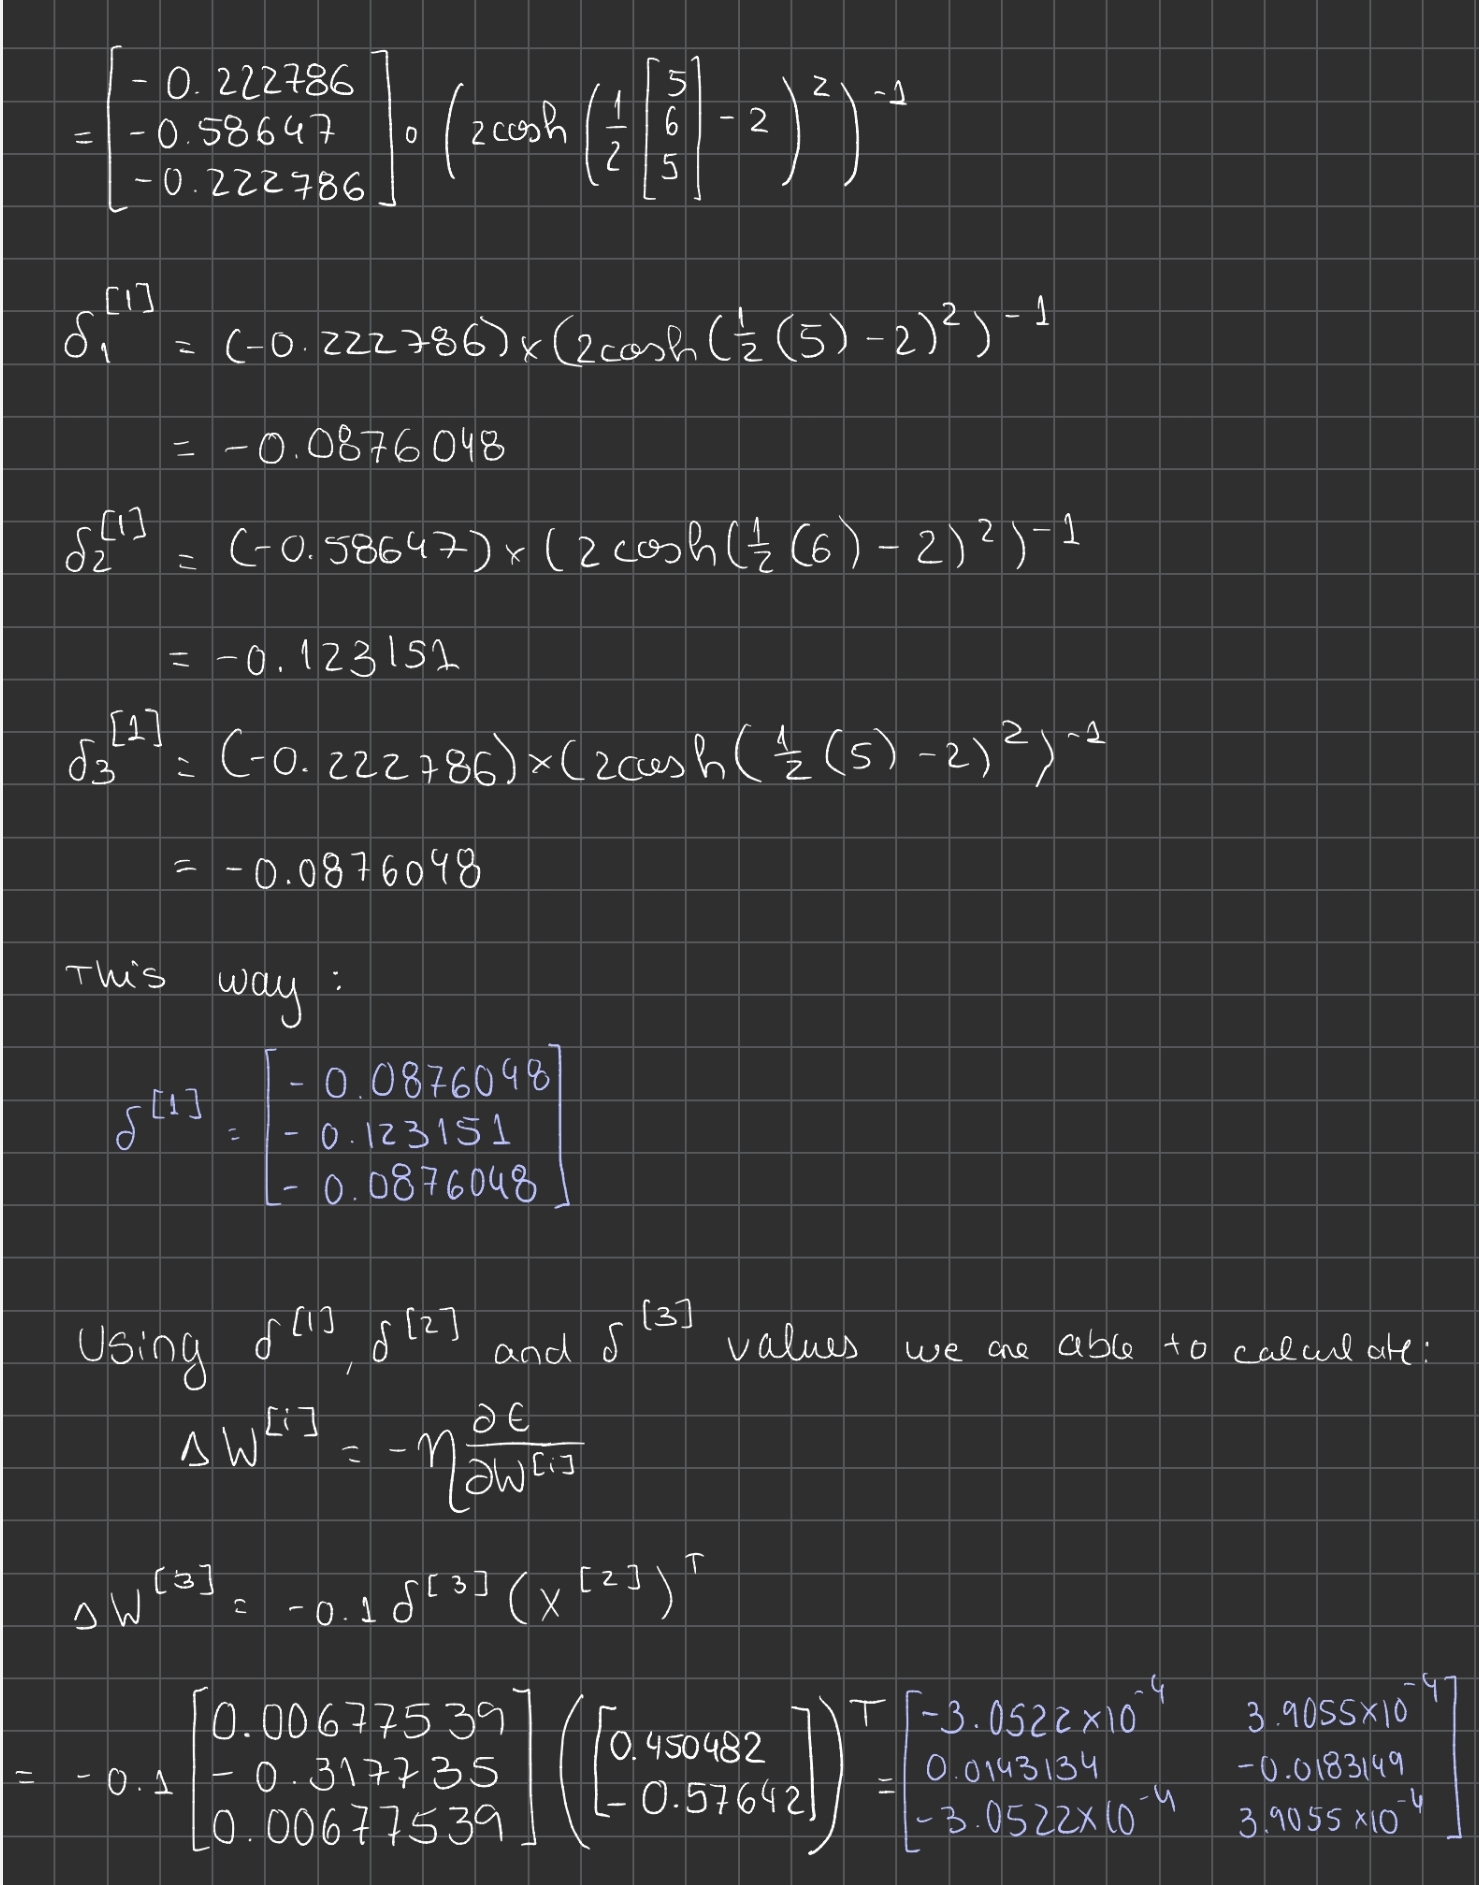 = [-0.222786; -0.58647; -0.222786] ∘ (2cosh(1/2 [5; 6; 5] - 2)²)⁻¹
δ₁^[1] = (-0.222786) × (2cosh(1/2 (5) - 2)²)⁻¹
= -0.0876048
δ₂^[1] = (-0.58647) × (2cosh(1/2 (6) - 2)²)⁻¹
= -0.123151
δ₃^[1] = (-0.222786) × (2cosh(1/2 (5) - 2)²)⁻¹
= -0.0876048
This way:
δ^[1] = [-0.0876048; -0.123151; -0.0876048]
Using δ^[1], δ^[2] and δ^[3] values we are able to calculate:
ΔW^[i] = -η ∂E/∂W^[i]
ΔW^[3] = -0.1 δ^[3] (x^[2])^T
= -0.1 [0.00677539; -0.317735; 0.00677539] ([0.450482; -0.57642])^T = [-3.0522×10⁻⁴ 3.9055×10⁻⁴; 0.0143134 -0.0183149; -3.0522×10⁻⁴ 3.9055×10⁻⁴]